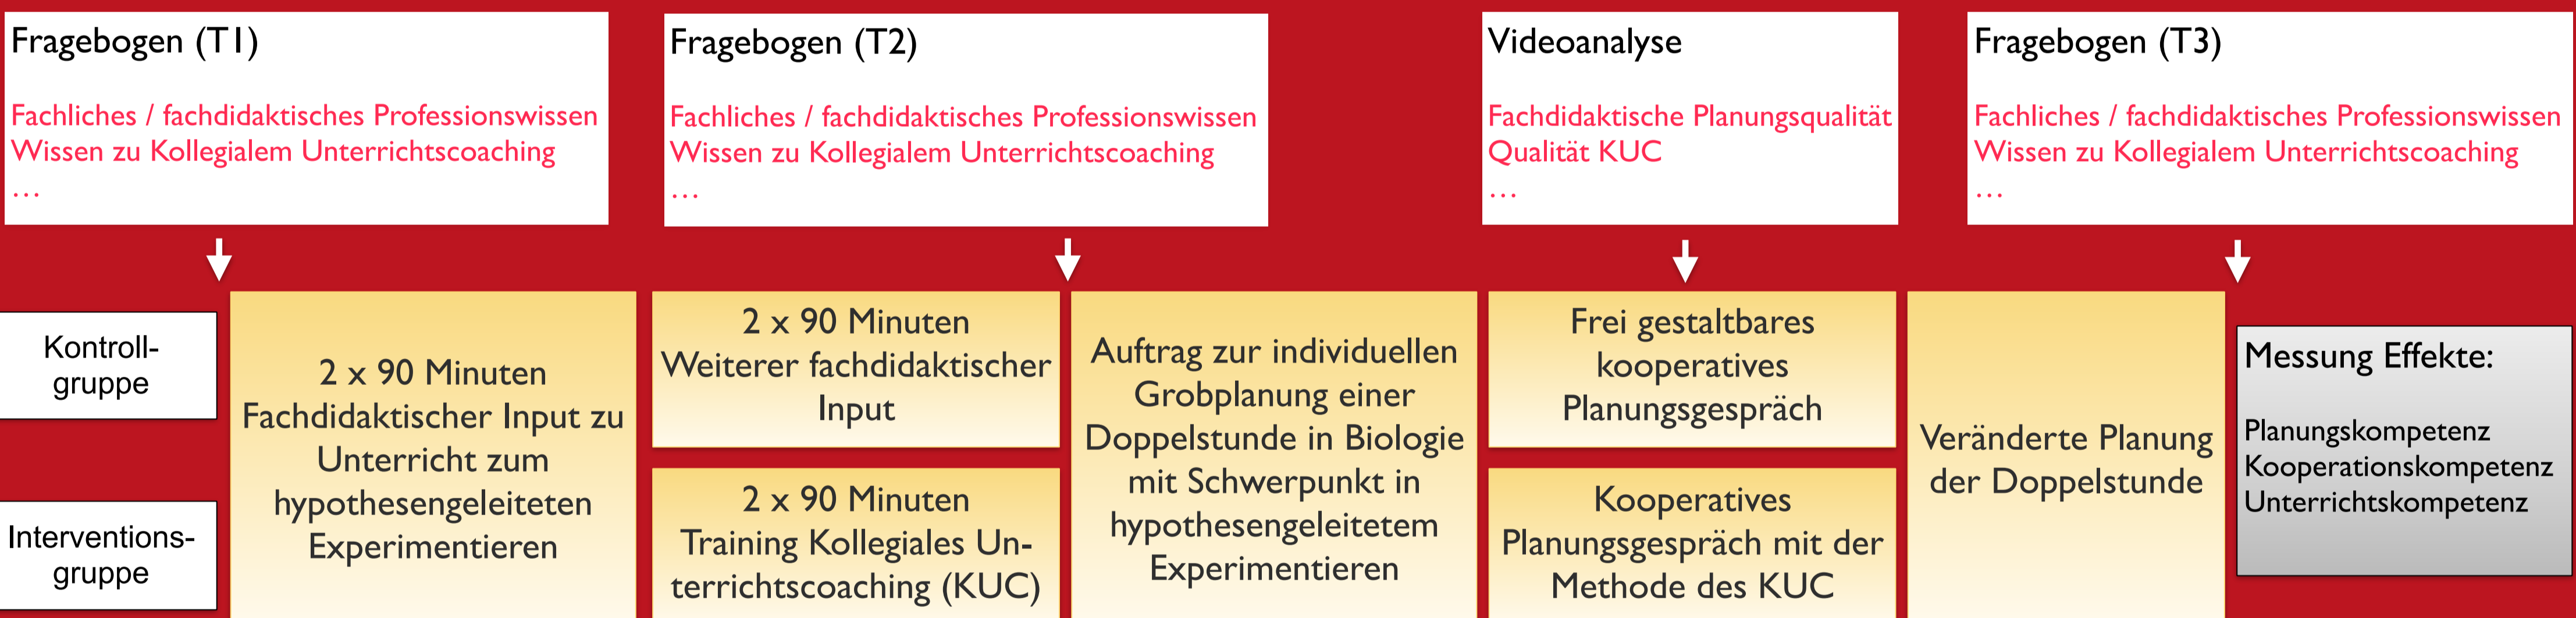 Fragebogen (T1)
Fachliches / fachdidaktisches Professionswissen
Wissen zu Kollegialem Unterrichtscoaching
…
Fragebogen (T2)
Fachliches / fachdidaktisches Professionswissen
Wissen zu Kollegialem Unterrichtscoaching
…
Videoanalyse
Fachdidaktische Planungsqualität
Qualität KUC
…
Fragebogen (T3)
Fachliches / fachdidaktisches Professionswissen
Wissen zu Kollegialem Unterrichtscoaching
…
Kontroll-
gruppe
Interventions-
gruppe
2 x 90 Minuten
Fachdidaktischer Input zu
Unterricht zum
hypothesengeleiteten
Experimentieren
2 x 90 Minuten
Weiterer fachdidaktischer
Input
2 x 90 Minuten
Training Kollegiales Un-
terrichtscoaching (KUC)
Auftrag zur individuellen
Grobplanung einer
Doppelstunde in Biologie
mit Schwerpunkt in
hypothesengeleitetem
Experimentieren
Frei gestaltbares
kooperatives
Planungsgespräch
Kooperatives
Planungsgespräch mit der
Methode des KUC
Veränderte Planung
der Doppelstunde
Messung Effekte:
Planungskompetenz
Kooperationskompetenz
Unterrichtskompetenz